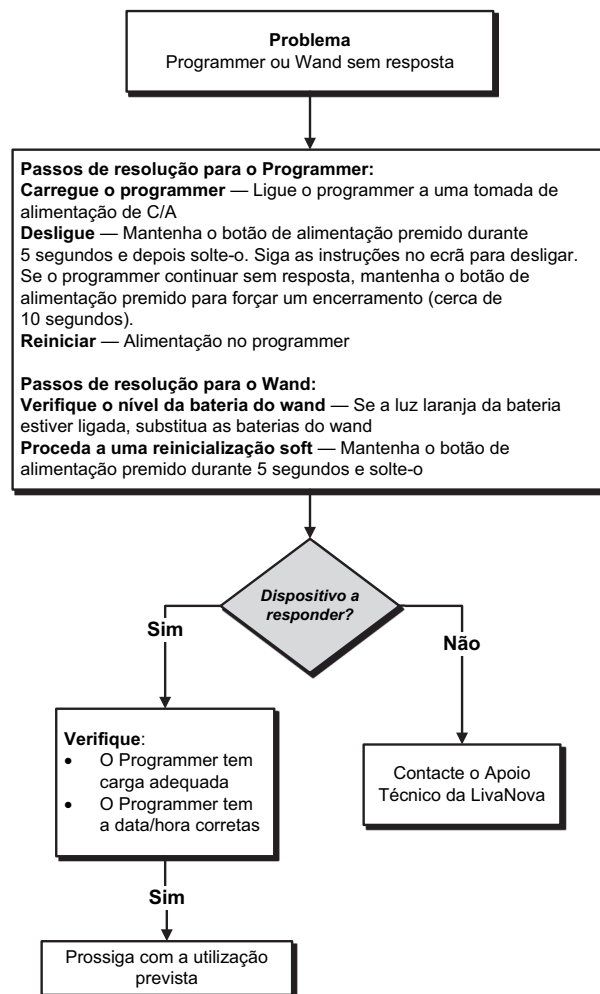 Problema
Programmer ou Wand sem resposta
Passos de resolução para o Programmer:
Carregue o programmer — Ligue o programmer a uma tomada de
alimentação de C/A
Desligue — Mantenha o botão de alimentação premido durante
5 segundos e depois solte-o. Siga as instruções no ecrã para desligar.
Se o programmer continuar sem resposta, mantenha o botão de
alimentação premido para forçar um encerramento (cerca de
10 segundos).
Reiniciar — Alimentação no programmer
Passos de resolução para o Wand:
Verifique o nível da bateria do wand — Se a luz laranja da bateria
estiver ligada, substitua as baterias do wand
Proceda a uma reinicialização soft — Mantenha o botão de
alimentação premido durante 5 segundos e solte-o
Dispositivo a
responder?
Sim
Não
Verifique:
• O Programmer tem
carga adequada
• O Programmer tem
a data/hora corretas
Contacte o Apoio
Técnico da LivaNova
Sim
Prossiga com a utilização
prevista